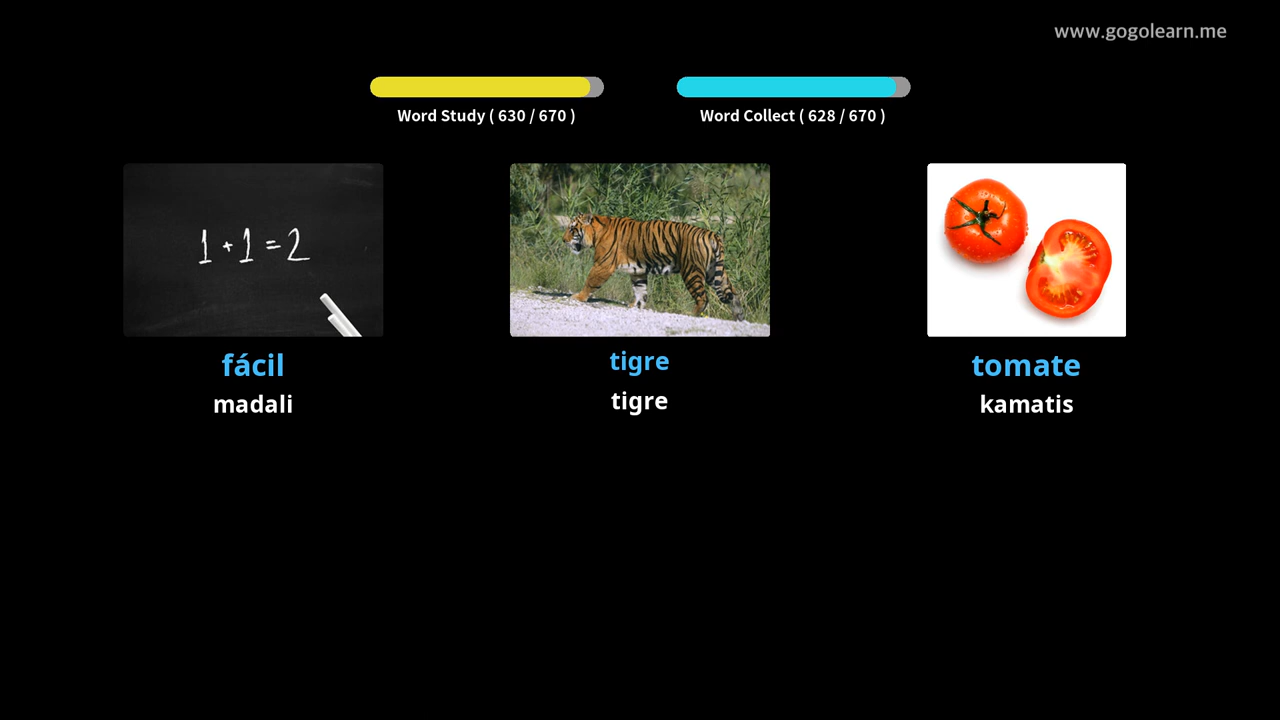 www.gogolearn.me
Word Study ( 630 / 670 )
Word Collect ( 628 / 670 )
1 + 1 = 2
fácil
tigre
tomate
madali
tigre
kamatis